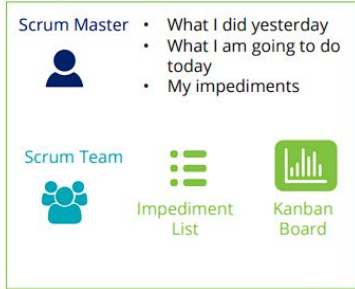 Scrum Master
• What I did yesterday
• What I am going to do
today
• My impediments
Scrum Team
Impediment
List
Kanban
Board